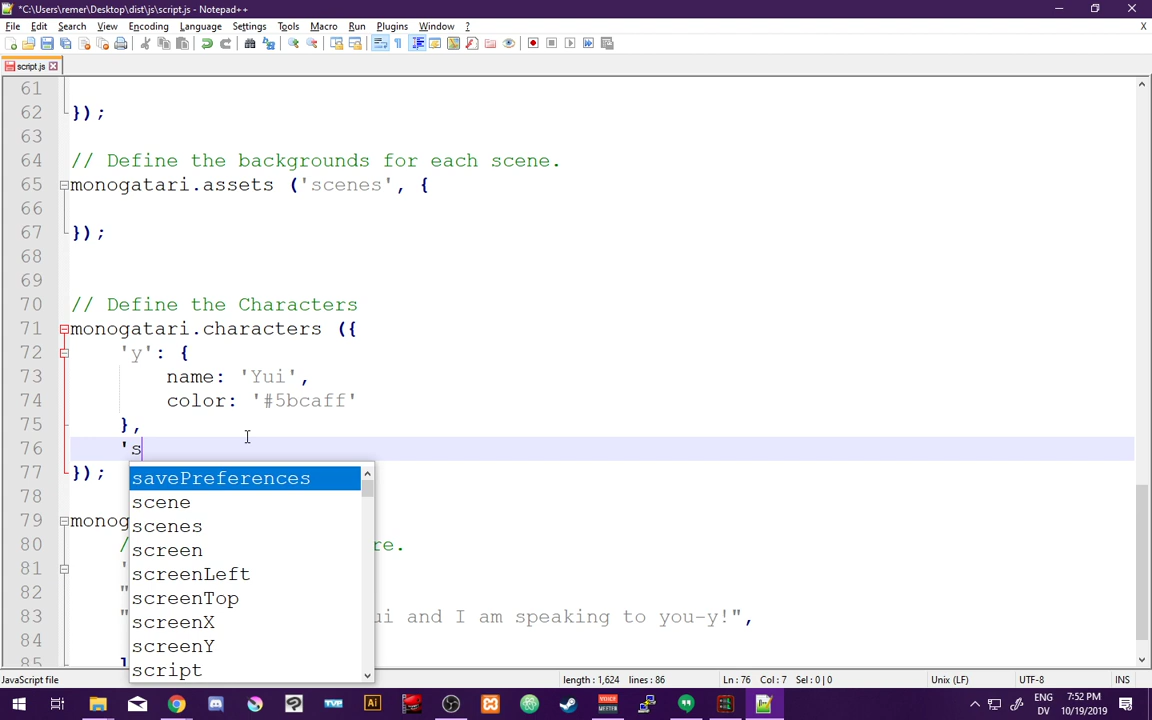 *C:\Users\remer\Desktop\dist\js\script.js - Notepad++
File Edit Search View Encoding Language Settings Tools Macro Run Plugins Window ? X
script.js
61
62 });
63
64 // Define the backgrounds for each scene.
65 monogatari.assets ('scenes', {
66
67 });
68
69
70 // Define the Characters
71 monogatari.characters ({
72 'y': {
73 name: 'Yui',
74 color: '#5bcaff'
75 },
76 's
77 });
78
79 monog
80 / re.
81 '
82 "
83 " ui and I am speaking to you-y!",
84
85 ]
savePreferences
scene
scenes
screen
screenLeft
screenTop
screenX
screenY
script
JavaScript file length : 1,624 lines : 86 Ln : 76 Col : 7 Sel : 0 | 0 Unix (LF) UTF-8 INS
ENG 7:52 PM
DV 10/19/2019